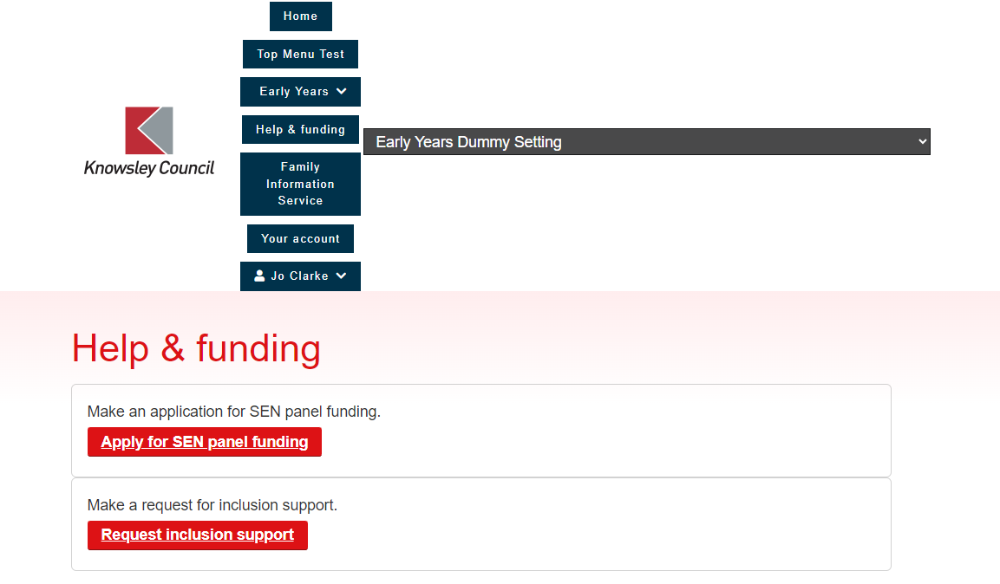 Home
Top Menu Test
Early Years
Help & funding
Knowsley Council
Early Years Dummy Setting
Family
Information
Service
Your account
Jo Clarke
Help & funding
Make an application for SEN panel funding.
Apply for SEN panel funding
Make a request for inclusion support.
Request inclusion support